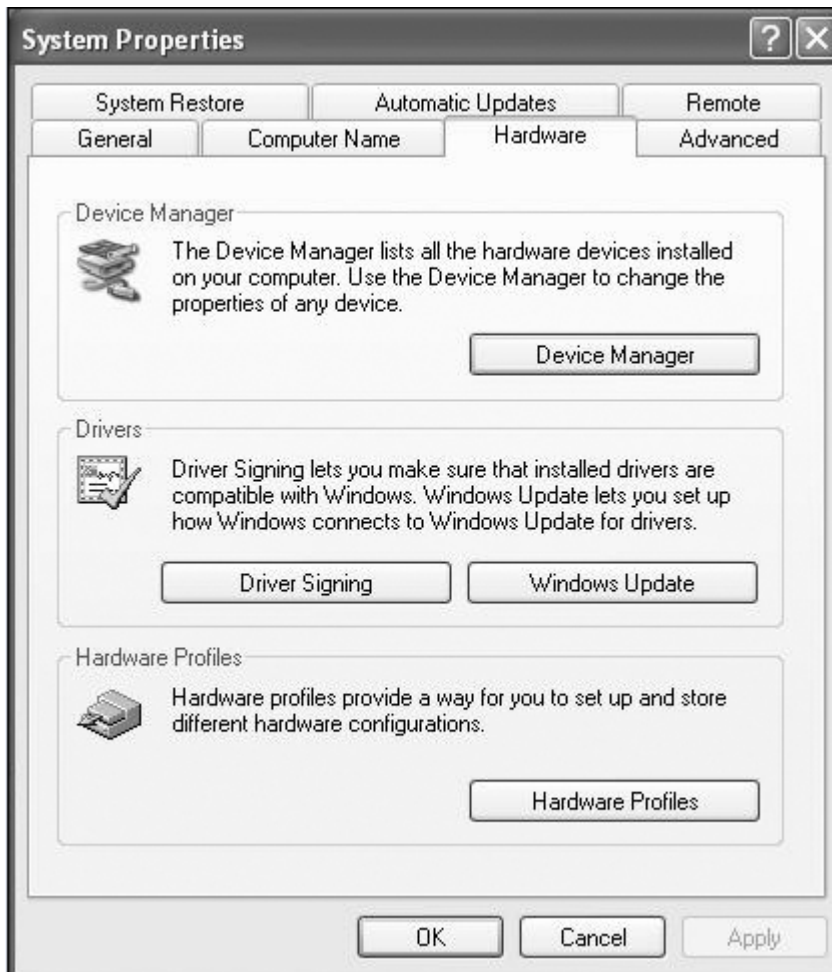 System Properties
System Restore Automatic Updates Remote
General Computer Name Hardware Advanced
Device Manager
The Device Manager lists all the hardware devices installed
on your computer. Use the Device Manager to change the
properties of any device.
Device Manager
Drivers
Driver Signing lets you make sure that installed drivers are
compatible with Windows. Windows Update lets you set up
how Windows connects to Windows Update for drivers.
Driver Signing Windows Update
Hardware Profiles
Hardware profiles provide a way for you to set up and store
different hardware configurations.
Hardware Profiles
OK Cancel Apply